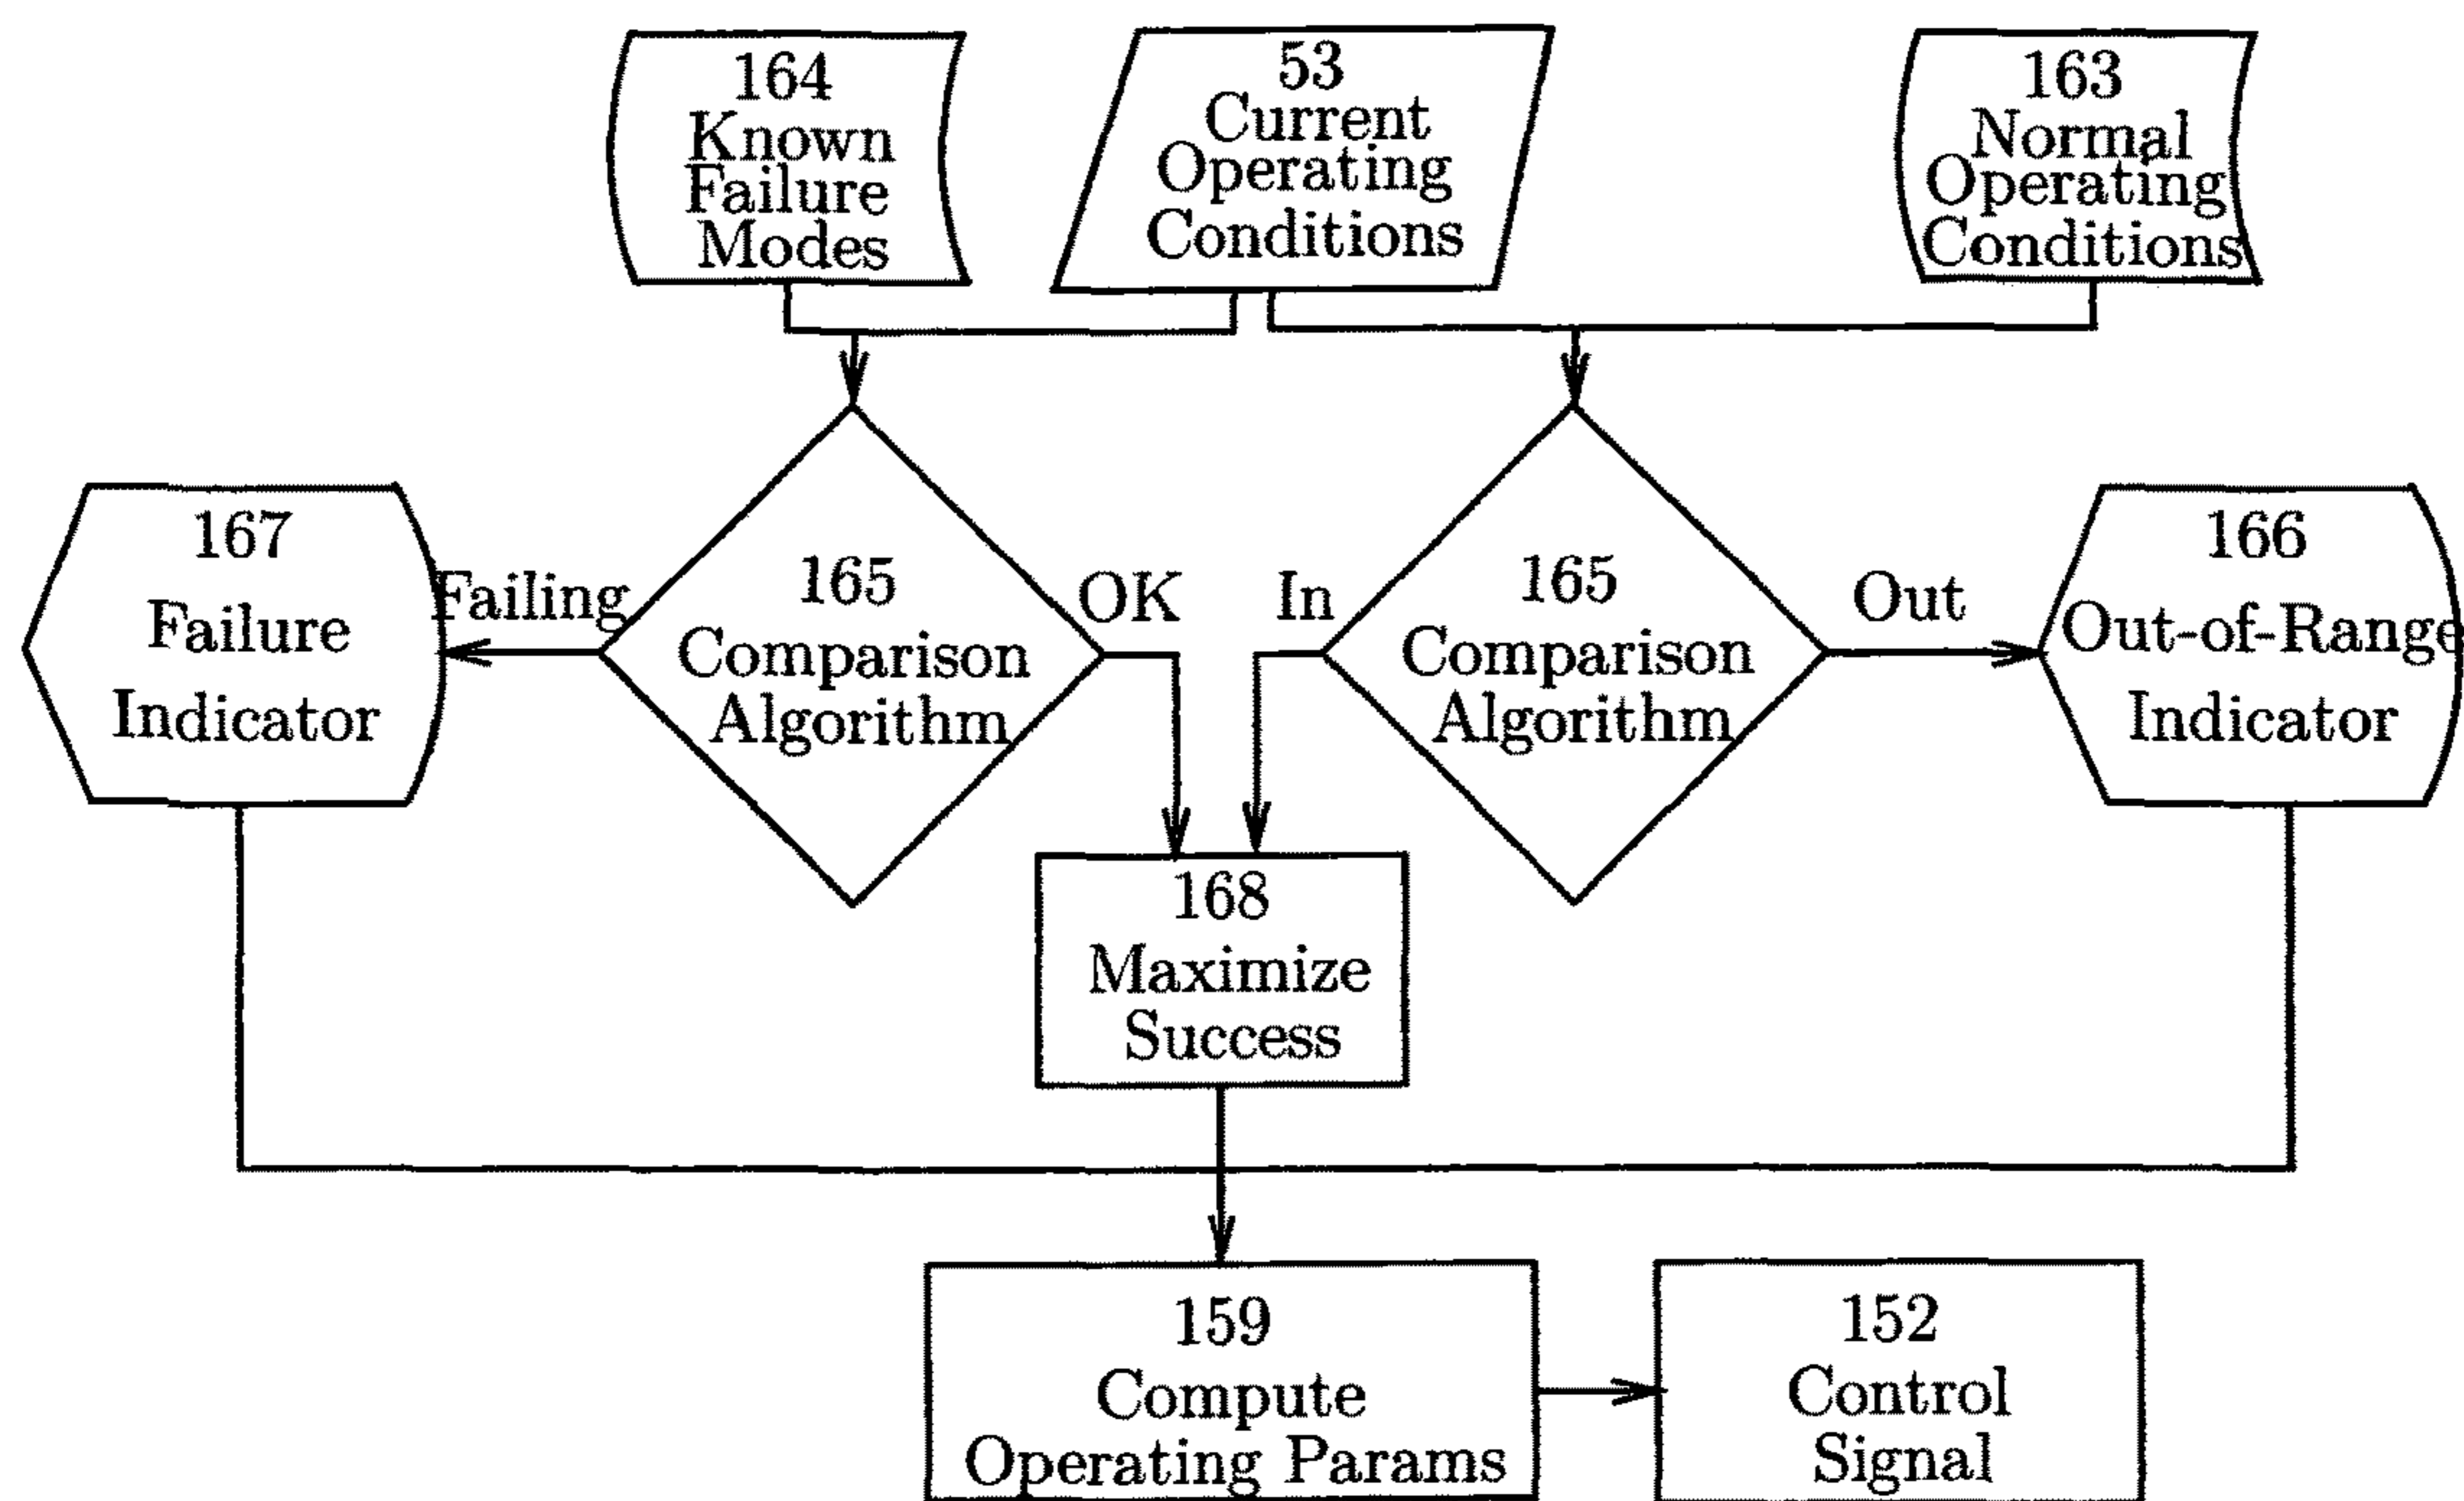 164
Known
Failure
Modes
53
Current
Operating
Conditions
163
Normal
Operating
Conditions
167
Failure
Indicator
Failing
165
Comparison
Algorithm
OK
In
165
Comparison
Algorithm
Out
166
Out-of-Range
Indicator
168
Maximize
Success
159
Compute
Operating Params
152
Control
Signal